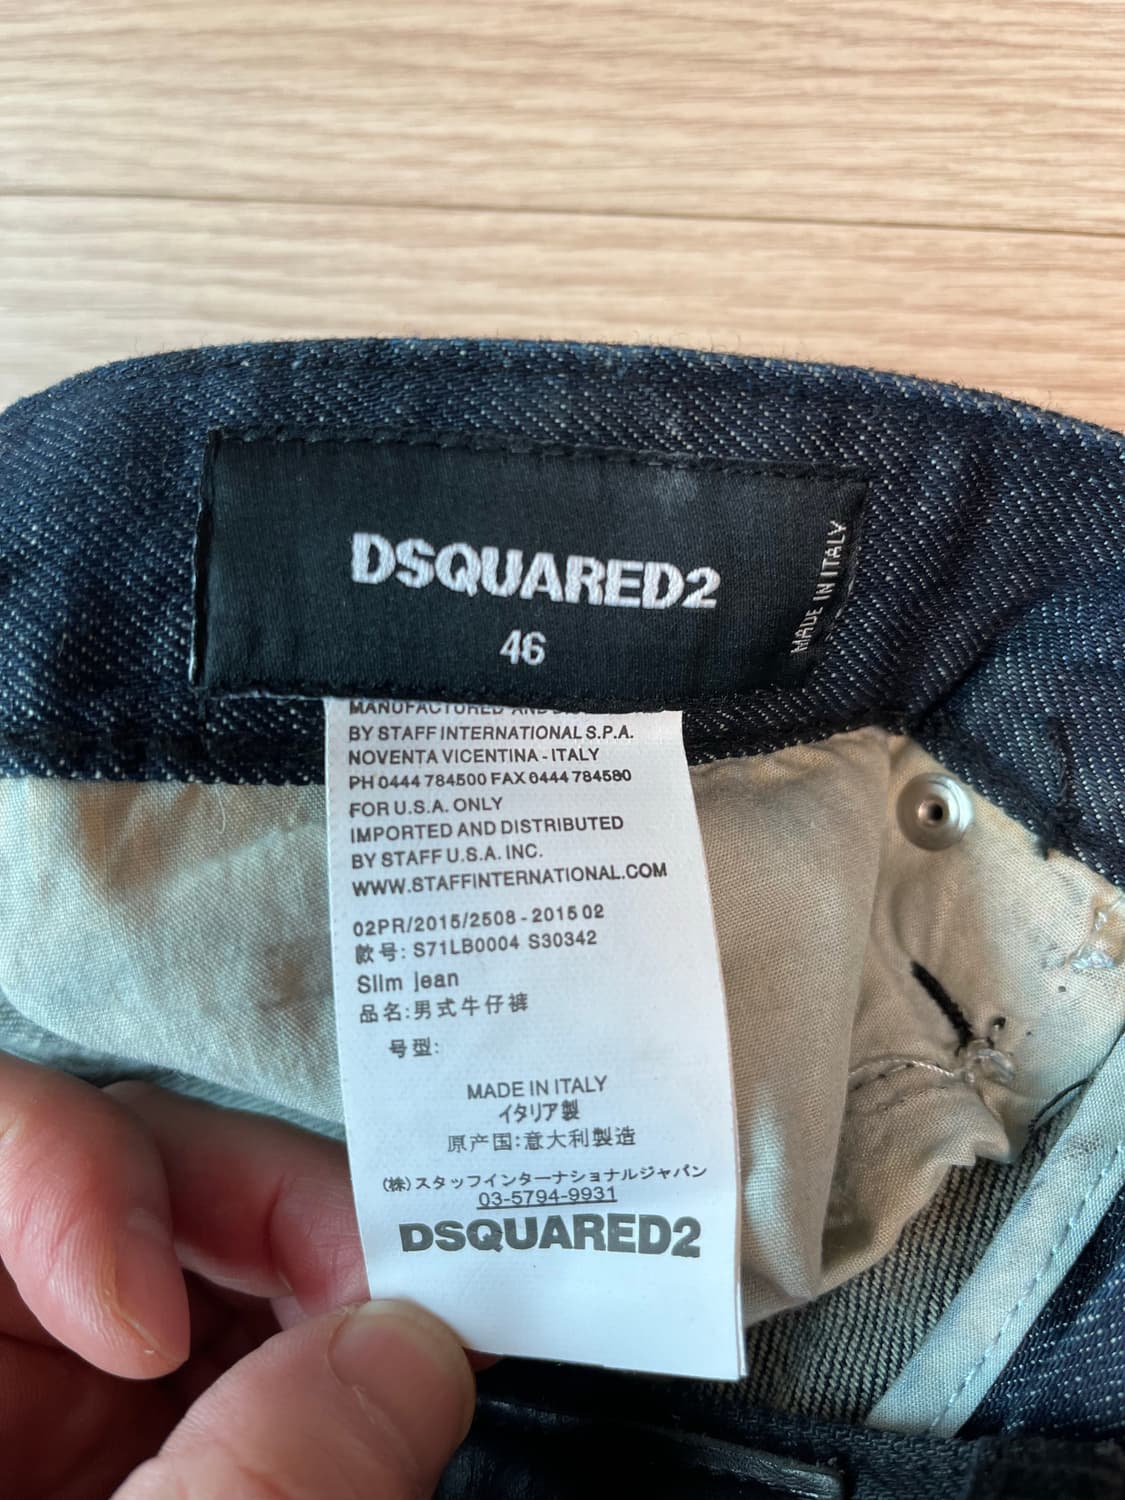 DSQUARED2
46
MADE IN ITALY
MANUFACTURED AND
BY STAFF INTERNATIONAL S.P.A.
NOVENTA VICENTINA - ITALY
PH 0444 784500 FAX 0444 784580
FOR U.S.A. ONLY
IMPORTED AND DISTRIBUTED
BY STAFF U.S.A. INC.
WWW.STAFFINTERNATIONAL.COM
02PR/2015/2508 - 2015 02
款号: S71LB0004 S30342
Slim jean
品名:男式牛仔裤
号型:
MADE IN ITALY
イタリア製
原产国:意大利製造
(株)スタッフインターナショナルジャパン
03-5794-9931
DSQUARED2